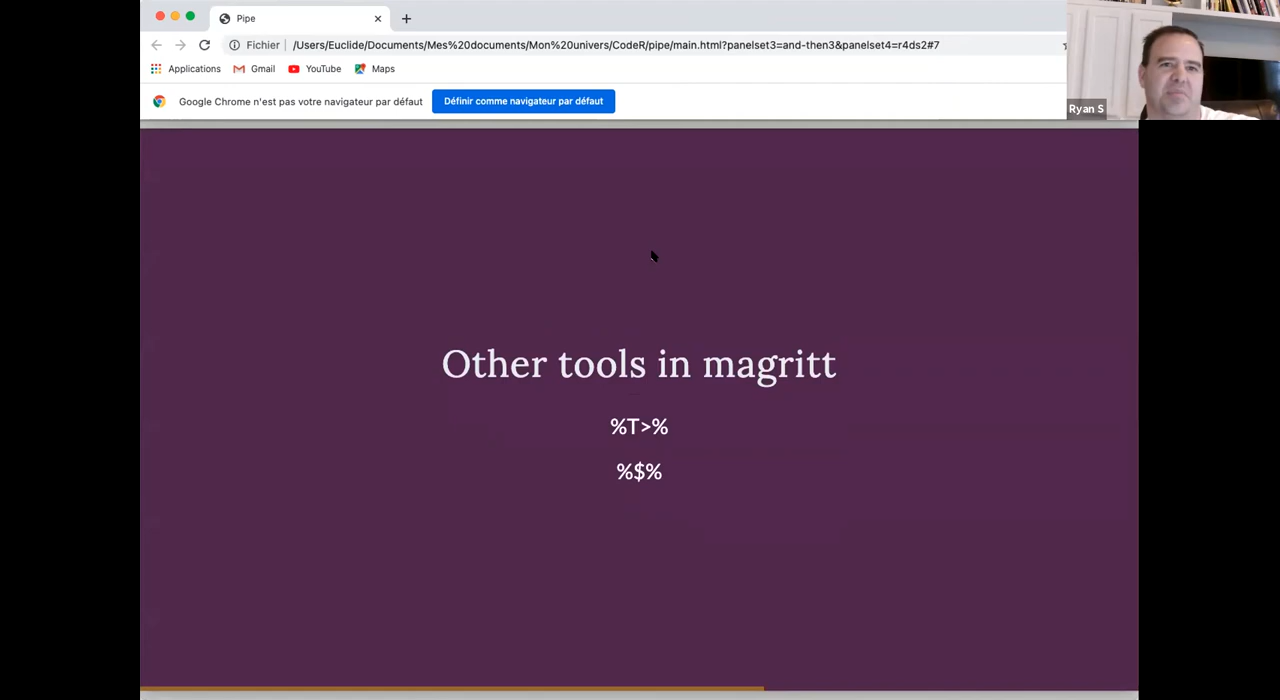 Pipe
Fichier
/Users/Euclide/Documents/Mes%20documents/Mon%20univers/CodeR/pipe/main.html?panelset3=and-then3&panelset4=r4ds2#7
Applications
Gmail
YouTube
Maps
Google Chrome n'est pas votre navigateur par défaut
Définir comme navigateur par défaut
Ryan S
Other tools in magritt
%T>%
%$%